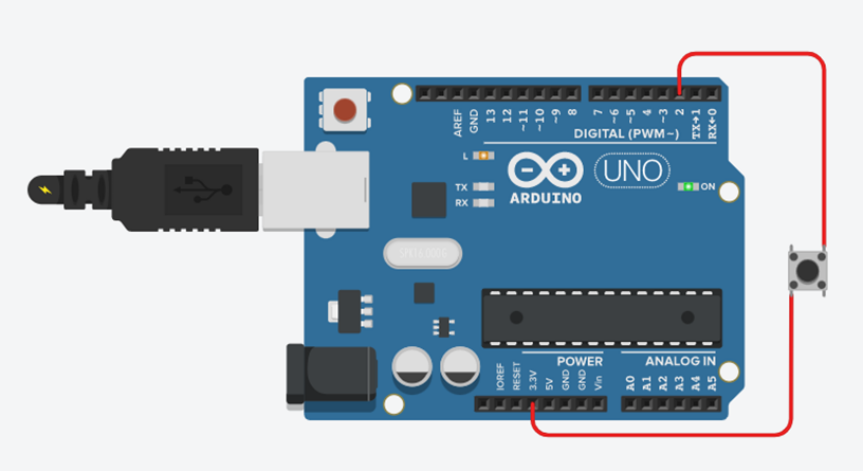 AREF
GND
13
12
~11
~10
~9
8
7
~6
~5
4
~3
2
TX→1
RX←0
DIGITAL (PWM~)
L
TX
RX
ARDUINO
UNO
ON
POWER
ANALOG IN
IOREF
RESET
3.3V
5V
GND
GND
Vin
A0
A1
A2
A3
A4
A5